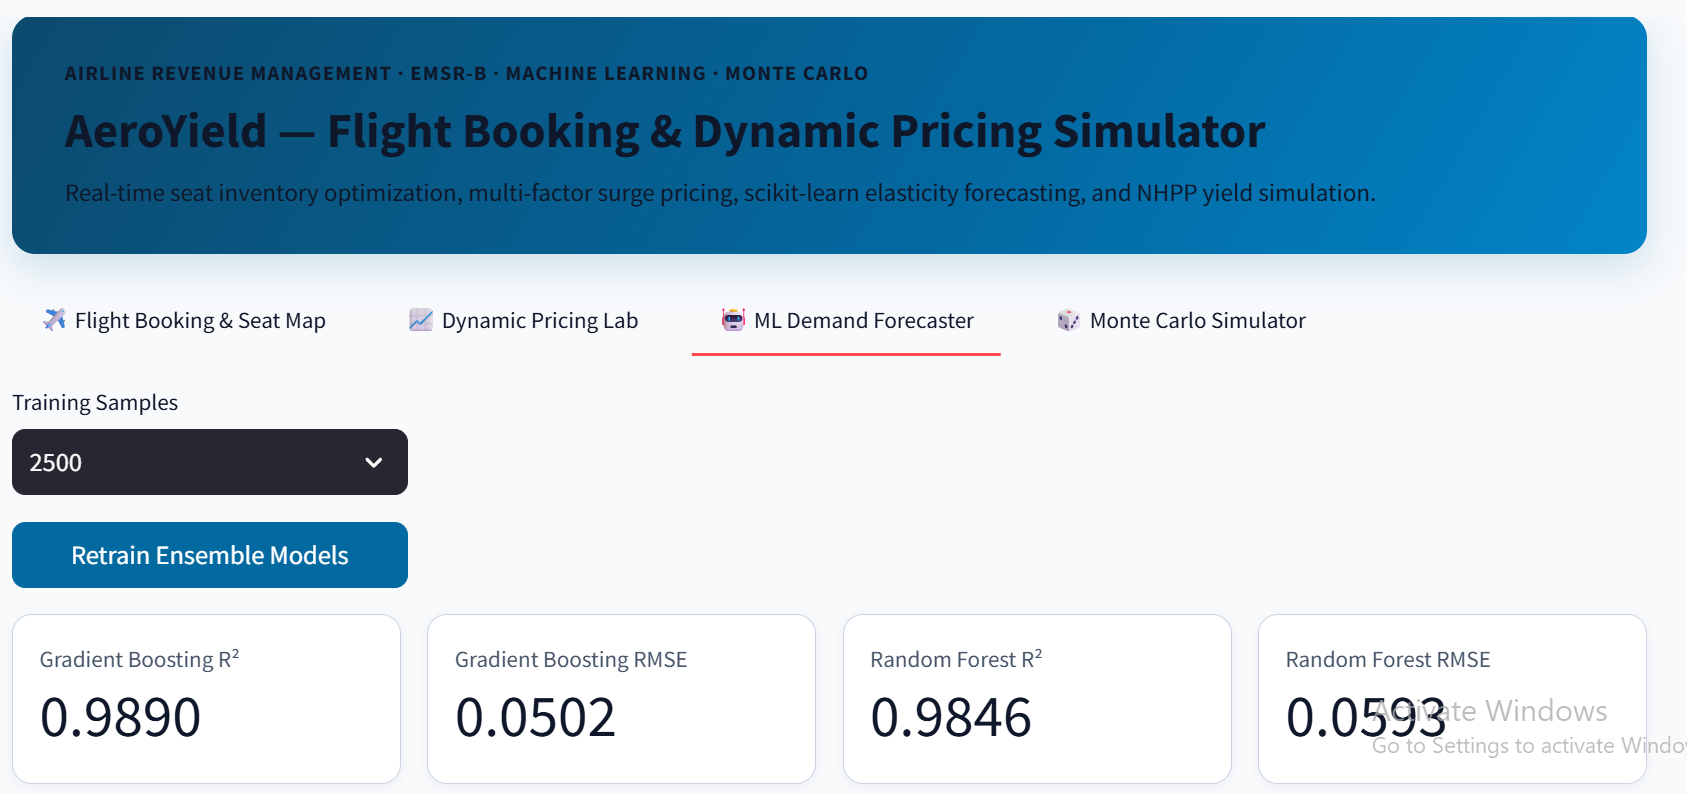 AIRLINE REVENUE MANAGEMENT · EMSR-B · MACHINE LEARNING · MONTE CARLO
AeroYield — Flight Booking & Dynamic Pricing Simulator
Real-time seat inventory optimization, multi-factor surge pricing, scikit-learn elasticity forecasting, and NHPP yield simulation.
Flight Booking & Seat Map
Dynamic Pricing Lab
ML Demand Forecaster
Monte Carlo Simulator
Training Samples
2500
Retrain Ensemble Models
Gradient Boosting R²
0.9890
Gradient Boosting RMSE
0.0502
Random Forest R²
0.9846
Random Forest RMSE
0.0593
Activate Windows
Go to Settings to activate Windo